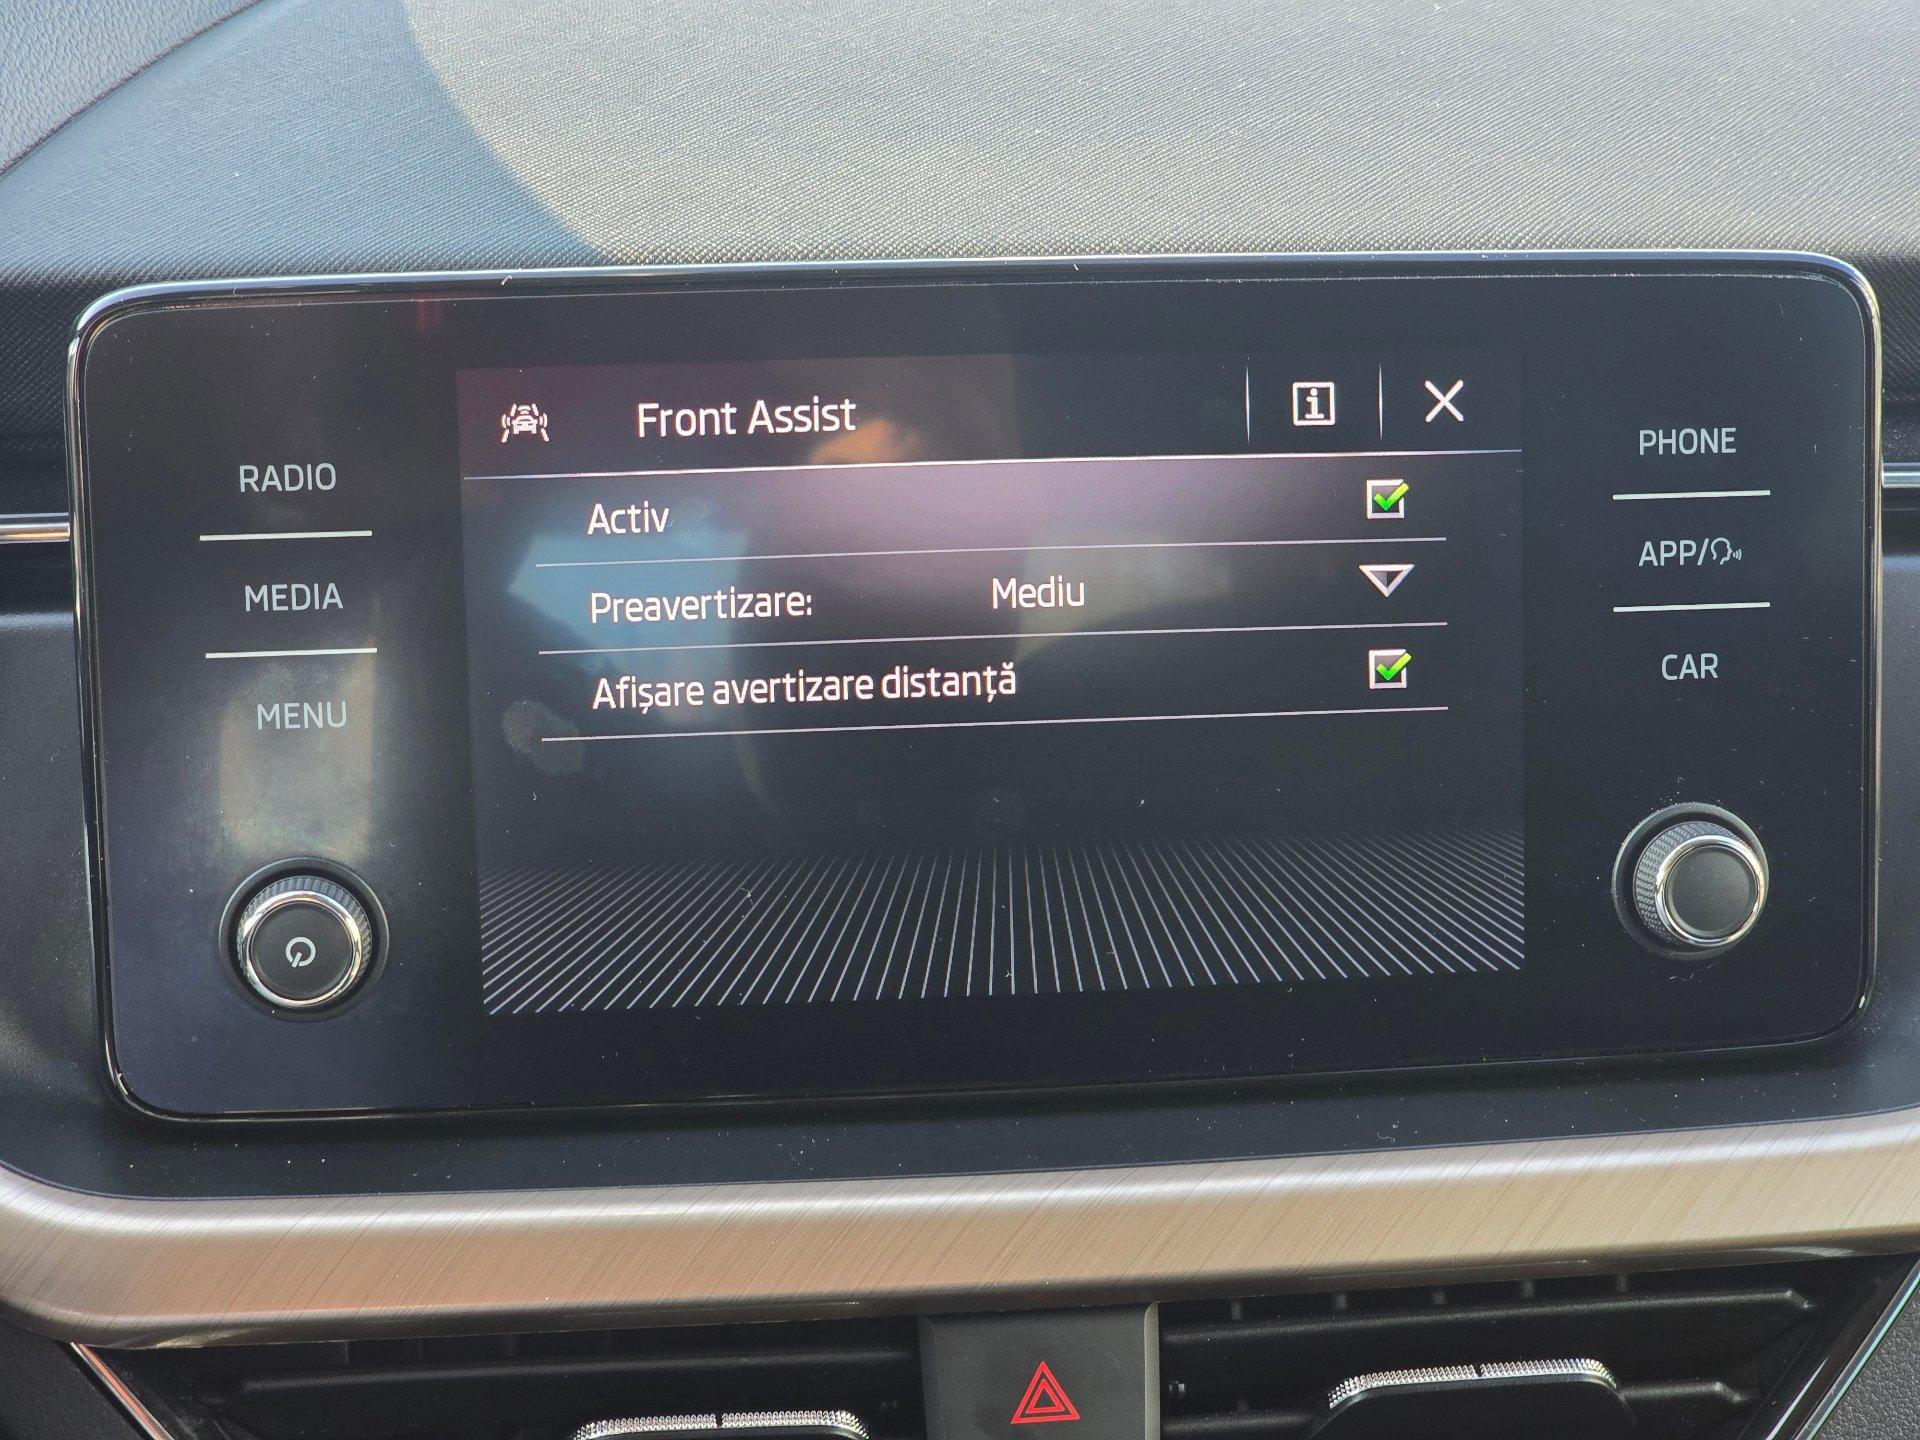 Front Assist
Activ
Preavertizare: Mediu
Afișare avertizare distanță
RADIO
MEDIA
MENU
PHONE
APP/
CAR